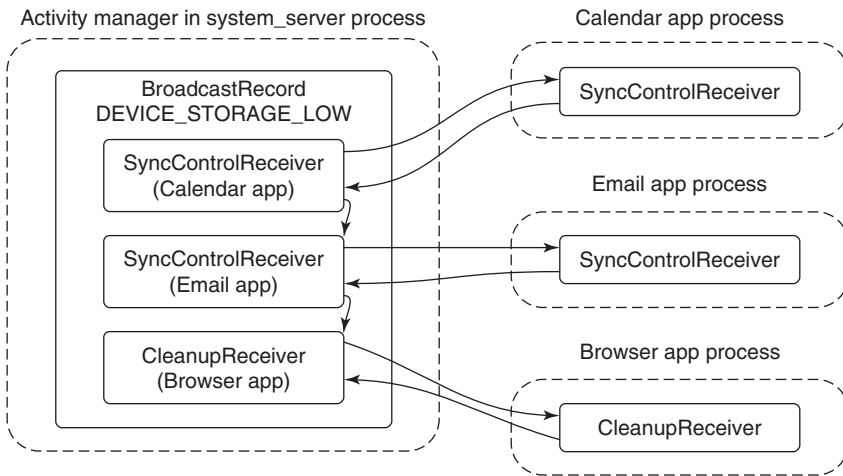 Activity manager in system_server process
BroadcastRecord
DEVICE_STORAGE_LOW
SyncControlReceiver
(Calendar app)
SyncControlReceiver
(Email app)
CleanupReceiver
(Browser app)
Calendar app process
SyncControlReceiver
Email app process
SyncControlReceiver
Browser app process
CleanupReceiver